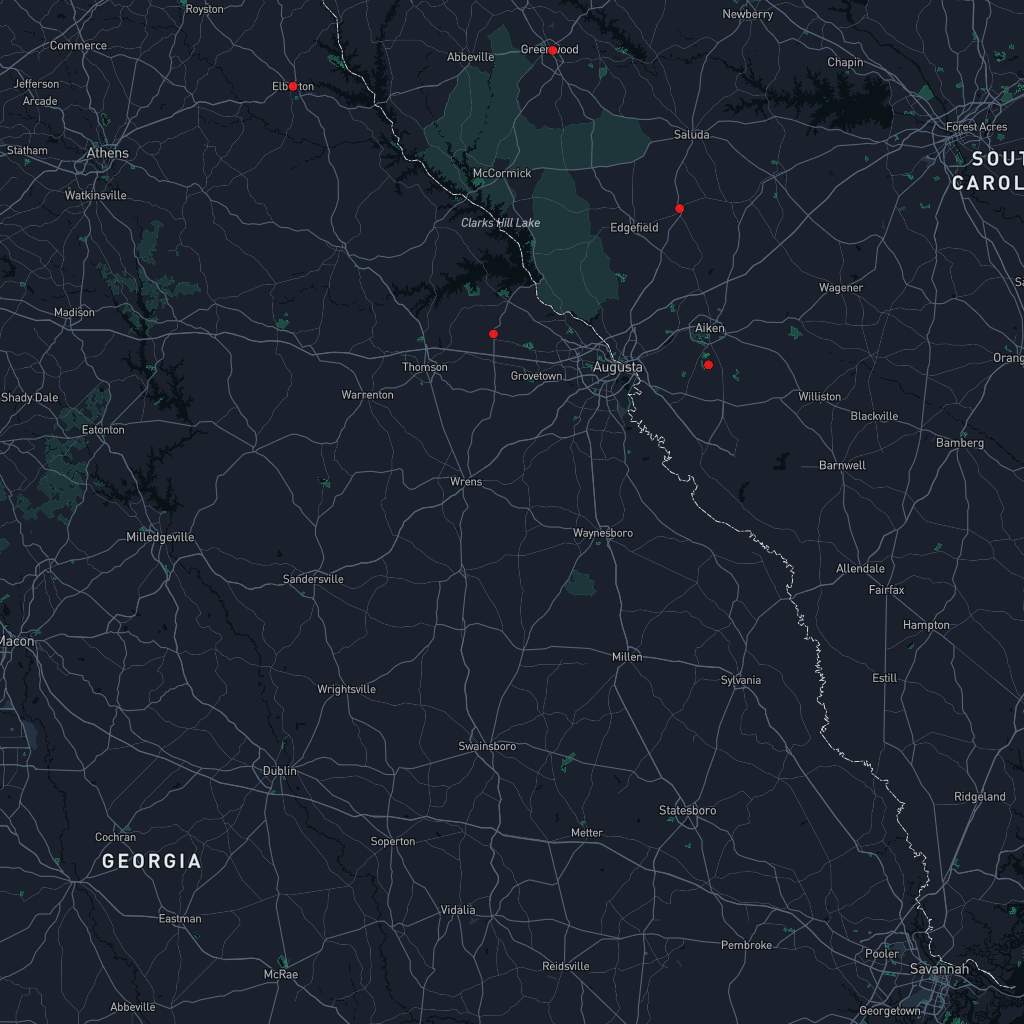 Royston
Newberry
Commerce
Abbeville
Greenwood
Chapin
Jefferson
Elberton
Arcade
Forest Acres
Saluda
Statham
Athens
SOUT
CAROL
McCormick
Watkinsville
Clarks Hill Lake
Edgefield
Wagener
Madison
Aiken
Orang
Thomson
Augusta
Grovetown
Warrenton
Williston
Shady Dale
Blackville
Eatonton
Bamberg
Barnwell
Wrens
Waynesboro
Milledgeville
Allendale
Sandersville
Fairfax
Hampton
Macon
Millen
Estill
Sylvania
Wrightsville
Swainsboro
Dublin
Ridgeland
Statesboro
Metter
Cochran
Soperton
GEORGIA
Vidalia
Eastman
Pembroke
Pooler
Reidsville
Savannah
McRae
Abbeville
Georgetown